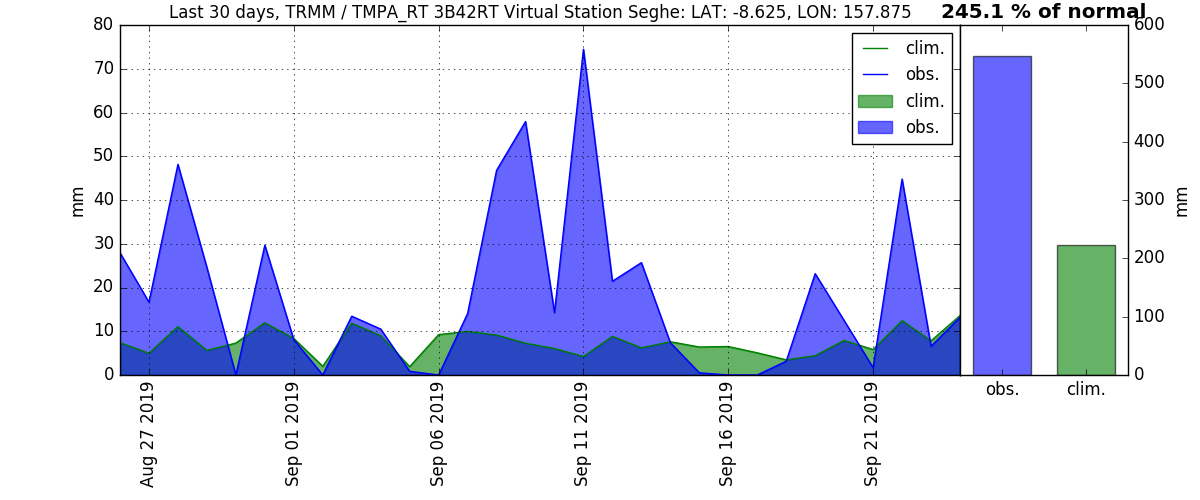 Last 30 days, TRMM / TMPA_RT 3B42RT Virtual Station Seghe: LAT: -8.625, LON: 157.875
245.1 % of normal
80
70
60
50
40
30
20
10
0
mm
clim.
obs.
clim.
obs.
Aug 27 2019
Sep 01 2019
Sep 06 2019
Sep 11 2019
Sep 16 2019
Sep 21 2019
600
500
400
300
200
100
0
mm
obs.
clim.